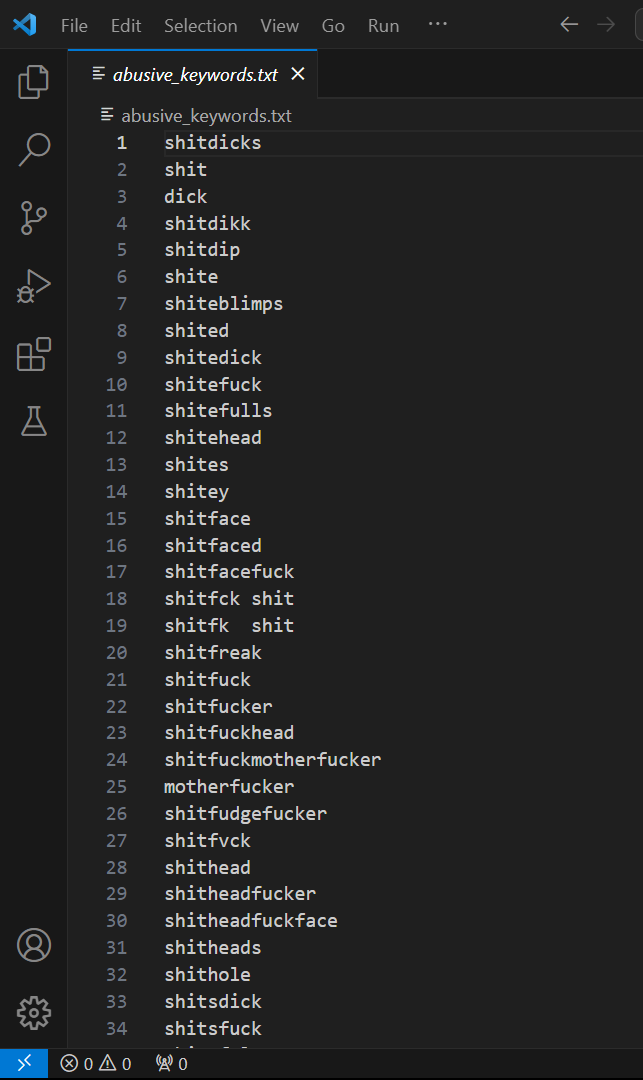 File Edit Selection View Go Run ···
abusive_keywords.txt
abusive_keywords.txt
1 shitdicks
2 shit
3 dick
4 shitdikk
5 shitdip
6 shite
7 shiteblimps
8 shited
9 shitedick
10 shitefuck
11 shitefulls
12 shitehead
13 shites
14 shitey
15 shitface
16 shitfaced
17 shitfacefuck
18 shitfck shit
19 shitfk  shit
20 shitfreak
21 shitfuck
22 shitfucker
23 shitfuckhead
24 shitfuckmotherfucker
25 motherfucker
26 shitfudgefucker
27 shitfvck
28 shithead
29 shitheadfucker
30 shitheadfuckface
31 shitheads
32 shithole
33 shitsdick
34 shitsfuck
0 0 0